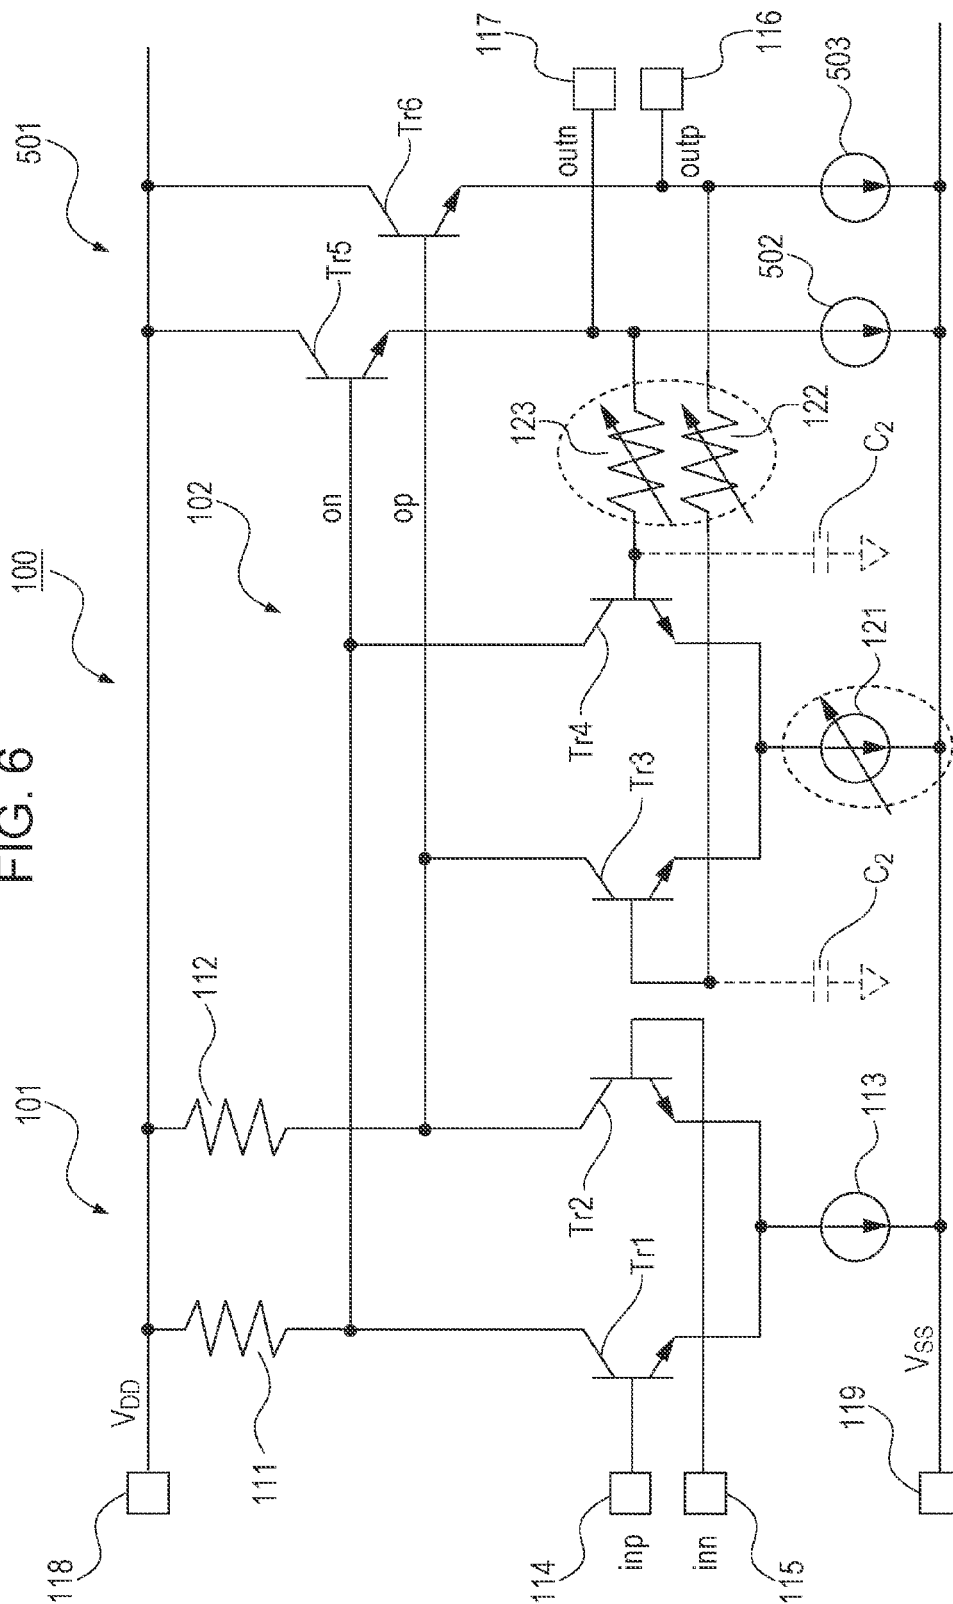 FIG. 6
100
101
102
501
118
VDD
111
112
on
op
Tr5
Tr6
outn
117
outp
116
123
122
C2
C2
Tr1
Tr2
Tr3
Tr4
inp
114
inn
115
113
121
502
503
119
VSS